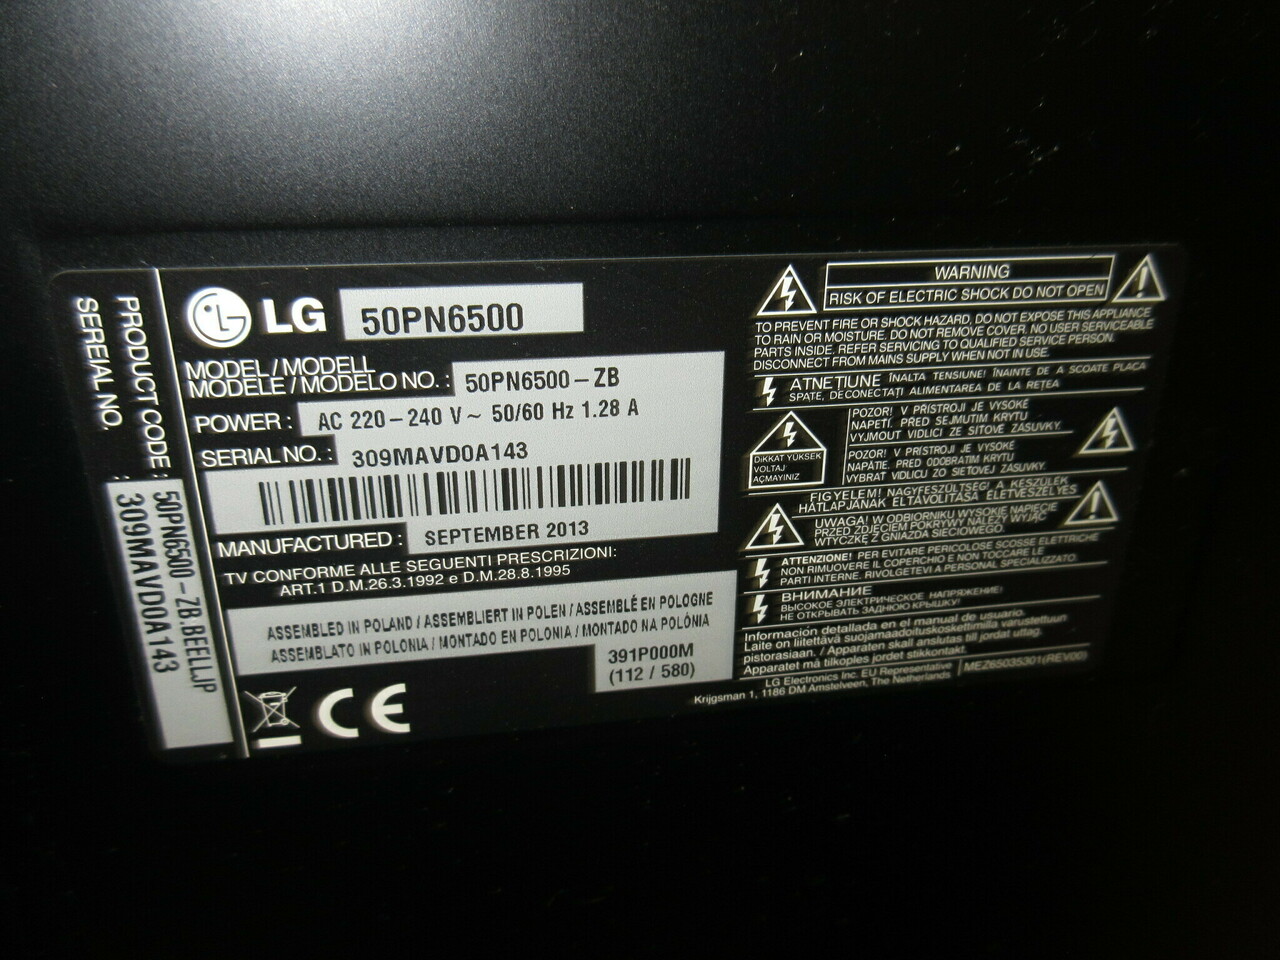 PRODUCT CODE : 50PN6500-ZB.BEELLJP
SEREIAL NO. : 309MAVD0A143
LG 50PN6500
MODEL / MODELL
MODELE / MODELO NO. : 50PN6500-ZB
POWER : AC 220-240 V~ 50/60 Hz 1.28 A
SERIAL NO. : 309MAVD0A143
MANUFACTURED : SEPTEMBER 2013
TV CONFORME ALLE SEGUENTI PRESCRIZIONI:
ART.1 D.M.26.3.1992 e D.M.28.8.1995
ASSEMBLED IN POLAND / ASSEMBLIERT IN POLEN / ASSEMBLÉ EN POLOGNE
ASSEMBLATO IN POLONIA / MONTADO EN POLONIA / MONTADO NA POLÓNIA
391P000M
(112 / 580)
CE
WARNING
RISK OF ELECTRIC SHOCK DO NOT OPEN
TO PREVENT FIRE OR SHOCK HAZARD, DO NOT EXPOSE THIS APPLIANCE
TO RAIN OR MOISTURE. DO NOT REMOVE COVER. NO USER SERVICEABLE
PARTS INSIDE. REFER SERVICING TO QUALIFIED SERVICE PERSON.
DISCONNECT FROM MAINS SUPPLY WHEN NOT IN USE.
ATNEȚIUNE ÎNALTA TENSIUNE! ÎNAINTE DE A SCOATE PLACA
SPATE, DECONECTAȚI ALIMENTAREA DE LA REȚEA
DiKKAT YUKSEK
VOLTAJ
AÇMAYINIZ
POZOR! V PŘISTROJI JE VYSOKÉ
NAPETÍ. PRED SEJMUTIM KRYTU
VYJMOUT VIDLICI ZE SITOVÉ ZÁSUVKY.
POZOR! V PRÍSTROJI JE VYSOKÉ
NAPÄTIE. PRED ODOBRATIM KRYTU
VYBRAT VIDLICU ZO SIEŤOVEJ ZÁSUVKY.
FIGYELEM! NAGYFESZÜLTSÉG! A KÉSZÜLÉK
HÁTLAPJÁNAK ELTÁVOLÍTÁSA ÉLETVESZÉLYES
UWAGA! W ODBIORNIKU WYSOKIE NAPIĘCIE
PRZED ZDJĘCIEM POKRYWY NALEŻY WYJĄĆ
WTYCZKĘ Z GNIAZDA SIECIOWEGO.
ATTENZIONE! PER EVITARE PERICOLOSE SCOSSE ELETTRICHE
NON RIMUOVERE IL COPERCHIO E NON TOCCARE LE
PARTI INTERNE. RIVOLGETEVI A PERSONAL SPECIALIZZATO.
ВНИМАНИЕ
ВЫСОКОЕ ЭЛЕКТРИЧЕСКОЕ НАПРЯЖЕНИЕ!
НЕ ОТКРЫВАТЬ ЗАДНЮЮ КРЫШКУ!
Información detallada en el manual de usuario.
Laite on liitettävä suojamaadoituskoskettimilla varustettuun
pistorasiaan. / Apparaten skall anslutas till jordat uttag.
Apparatet må tilkoples jordet stikkontakt.
LG Electronics Inc. EU Representative
Krijgsman 1, 1186 DM Amstelveen, The Netherlands
MEZ65035301(REV00)